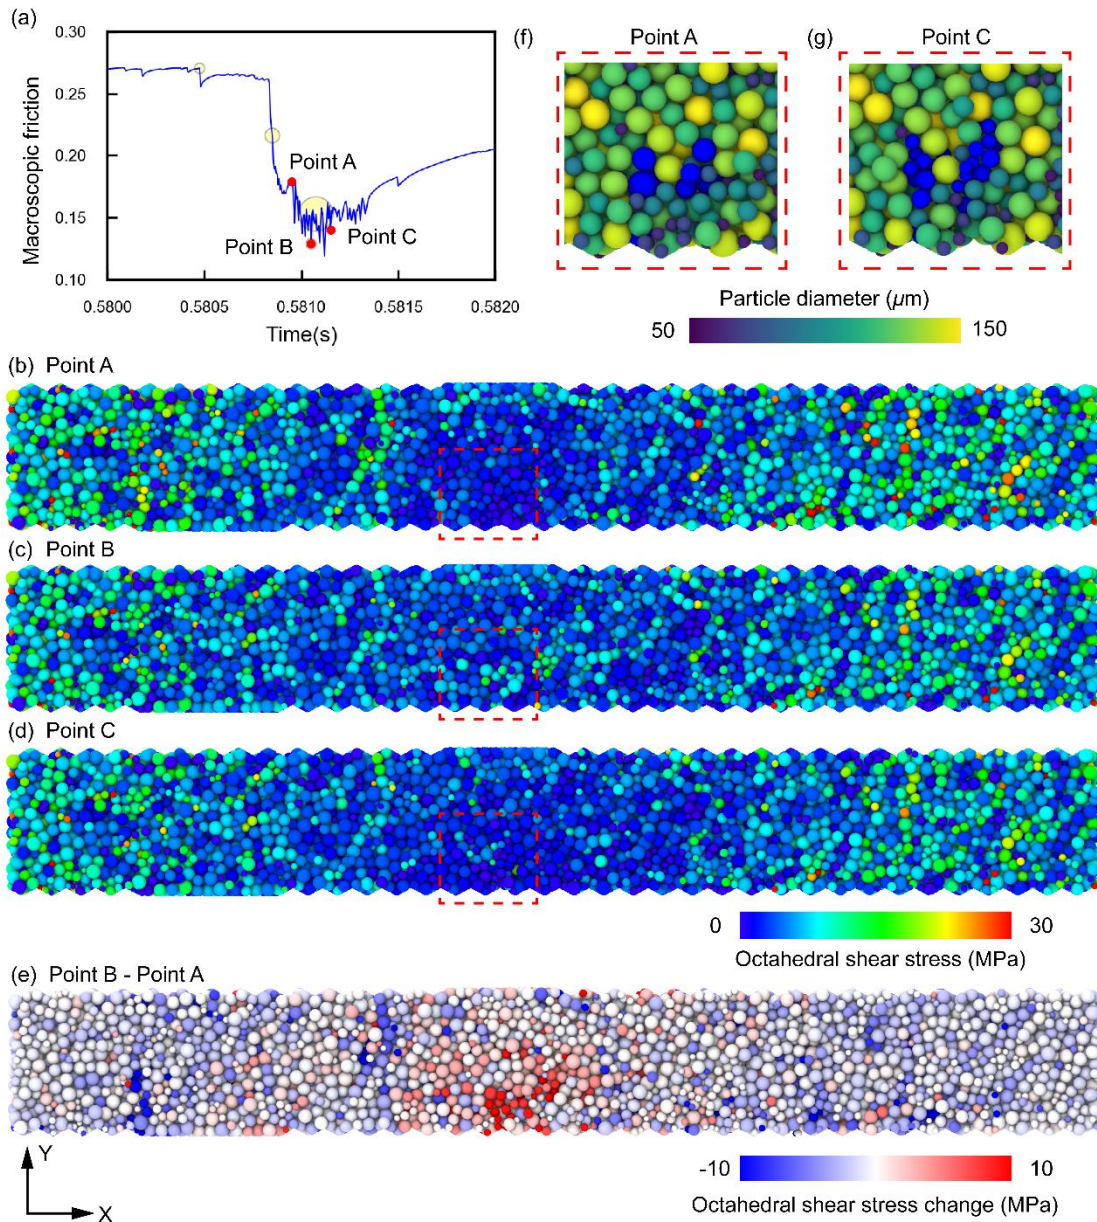 (a)
0.30
0.25
0.20
0.15
0.10
Macroscopic friction
Point A
Point B
Point C
0.5800 0.5805 0.5810 0.5815 0.5820
Time(s)
(f) Point A
(g) Point C
Particle diameter (μm)
50 150
(b) Point A
(c) Point B
(d) Point C
0 30
Octahedral shear stress (MPa)
(e) Point B - Point A
Y
X
-10 10
Octahedral shear stress change (MPa)